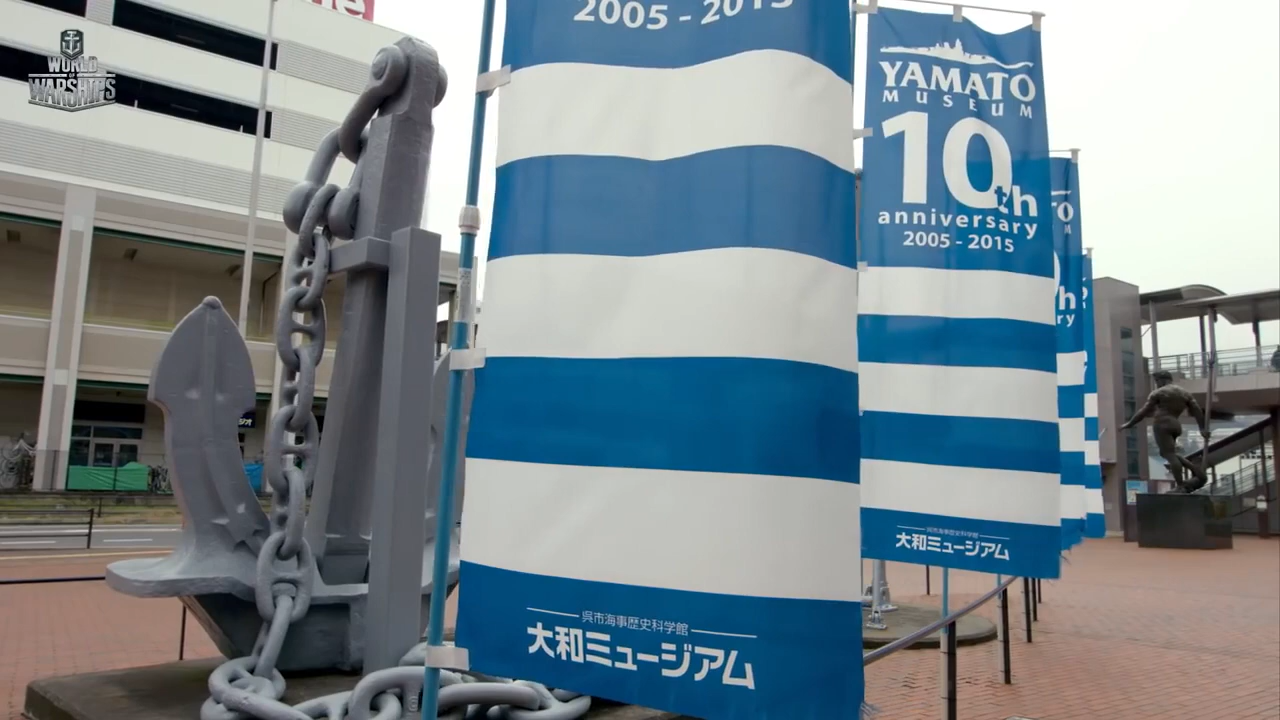 WORLD
OF
WARSHIPS
2005 - 2015
呉市海事歴史科学館
大和ミュージアム
YAMATO
MUSEUM
10th
anniversary
2005 - 2015
呉市海事歴史科学館
大和ミュージアム